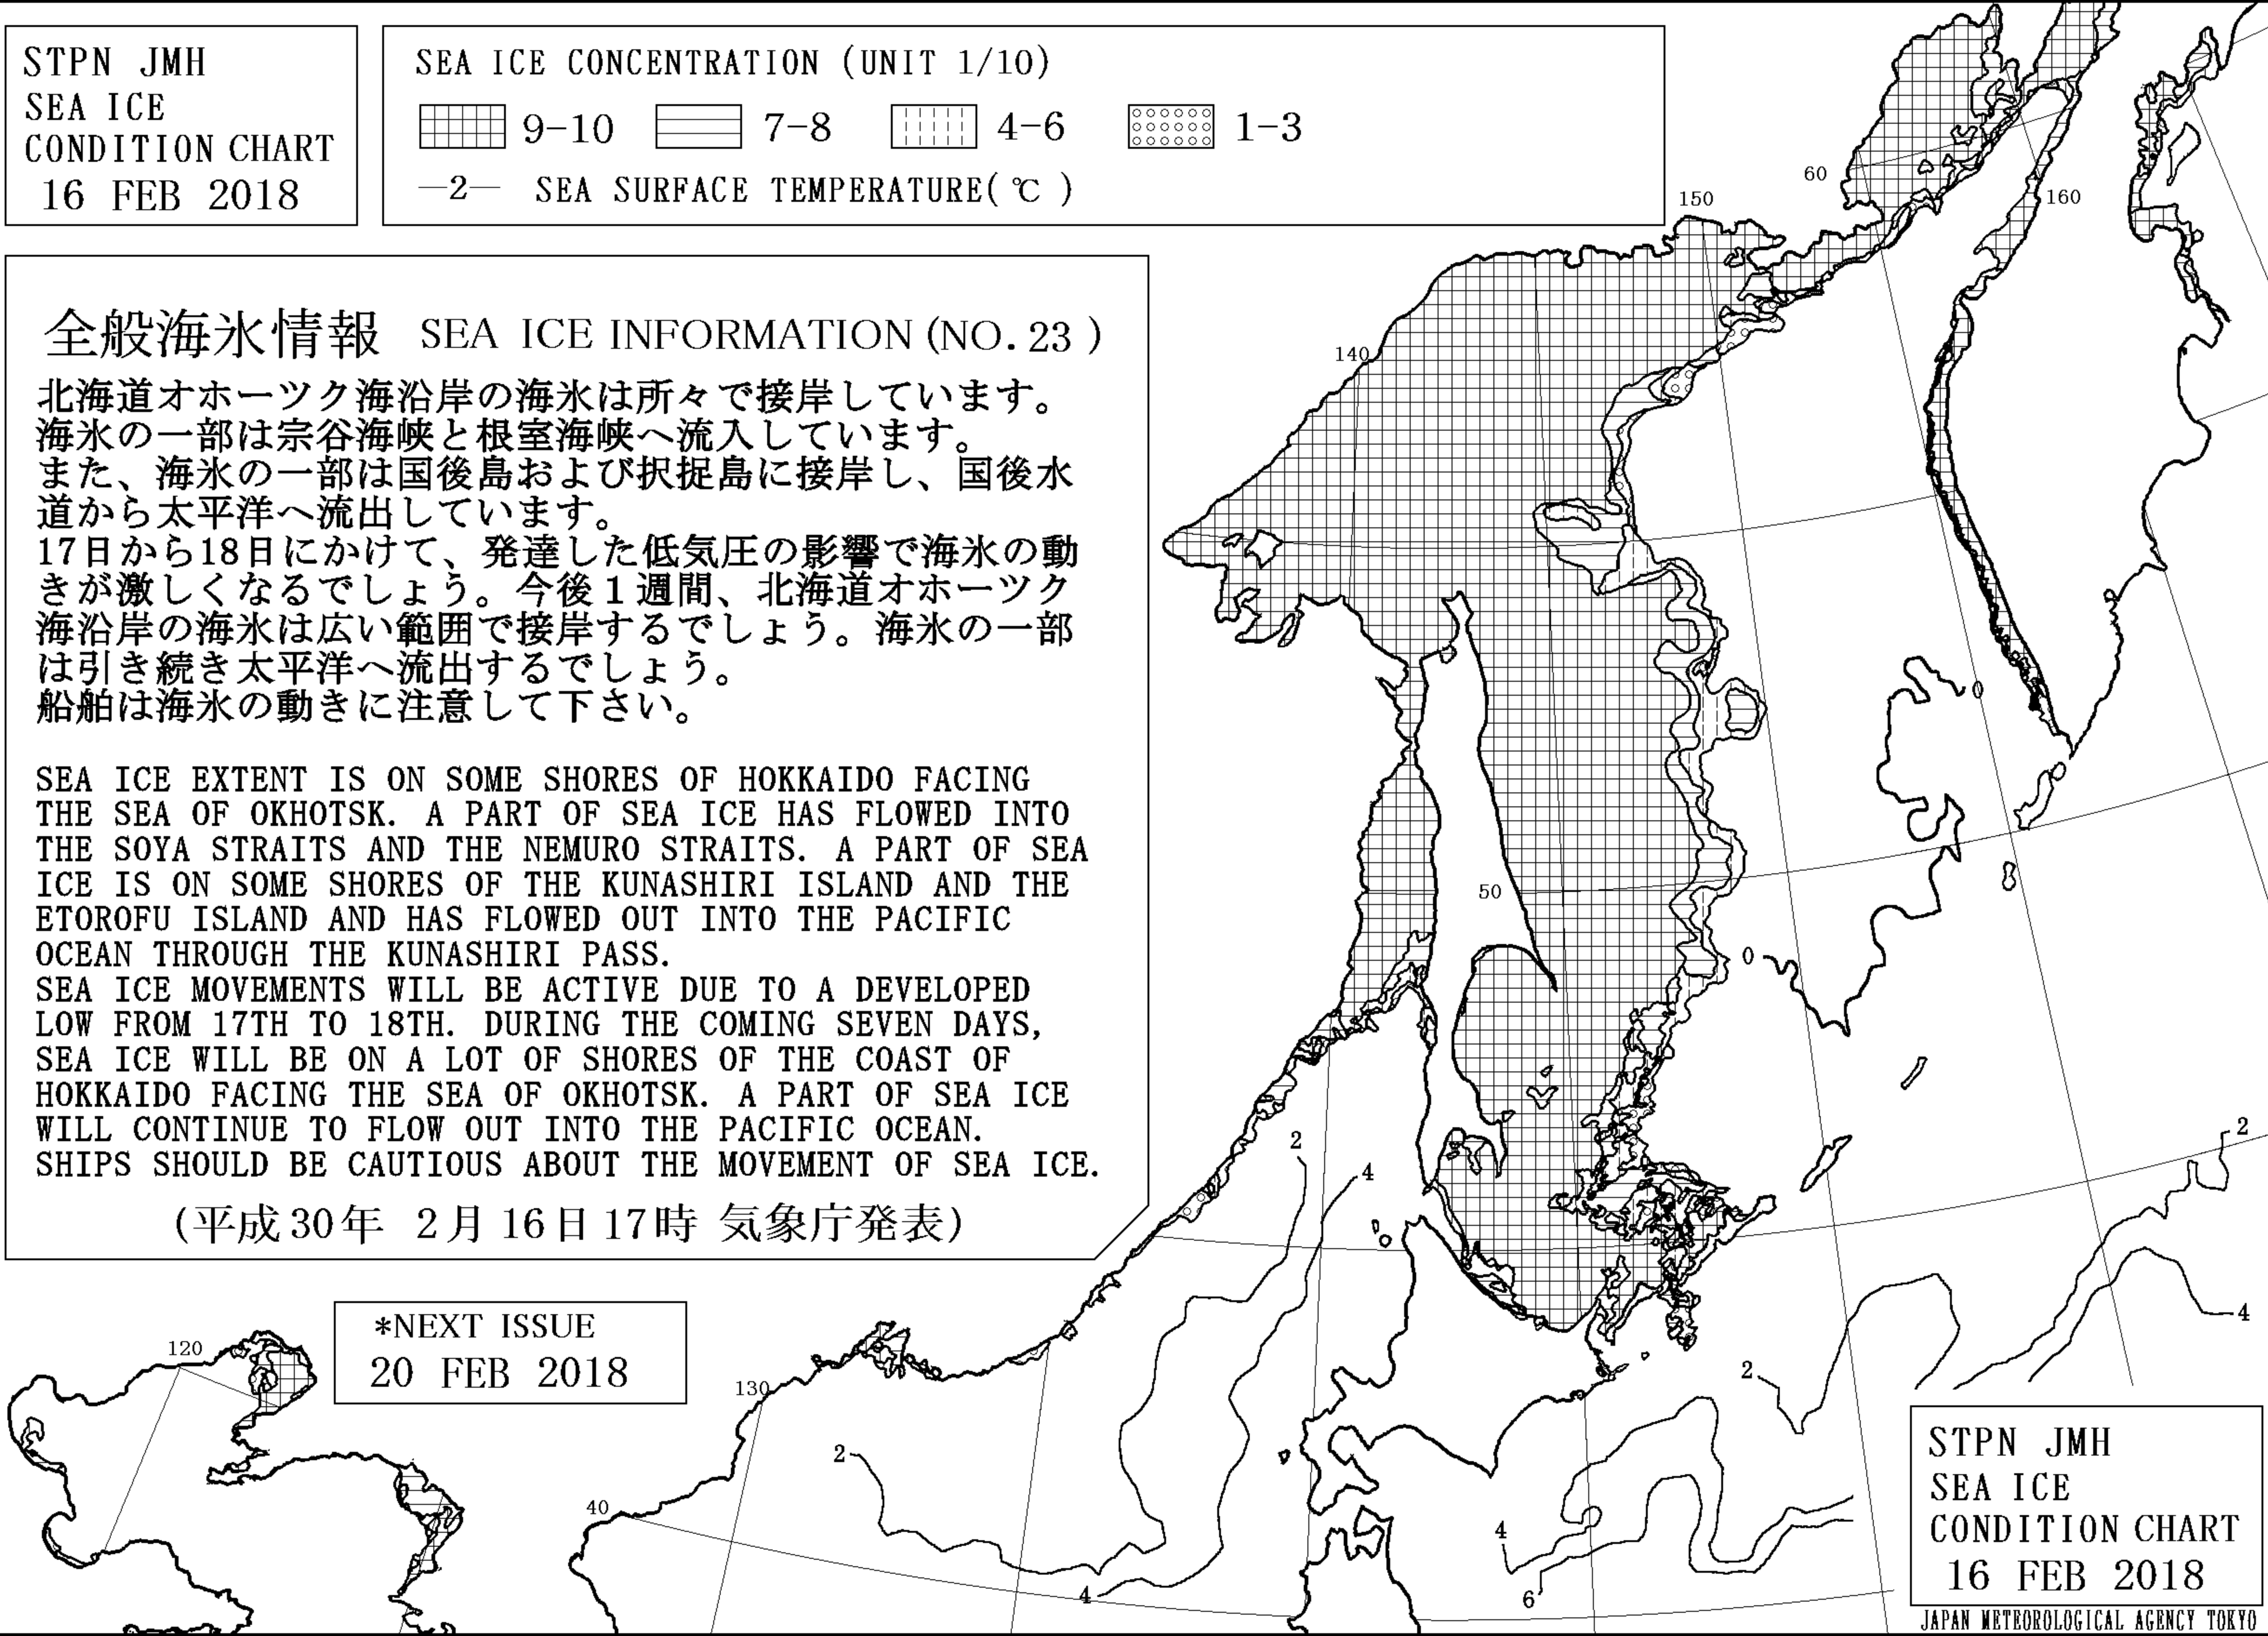 STPN JMH
SEA ICE
CONDITION CHART
16 FEB 2018
SEA ICE CONCENTRATION (UNIT 1/10)
9-10 7-8 4-6 1-3
—2— SEA SURFACE TEMPERATURE(℃)
全般海氷情報 SEA ICE INFORMATION (NO. 23 )
北海道オホーツク海沿岸の海氷は所々で接岸しています。
海氷の一部は宗谷海峡と根室海峡へ流入しています。
また、海氷の一部は国後島および択捉島に接岸し、国後水
道から太平洋へ流出しています。
17日から18日にかけて、発達した低気圧の影響で海氷の動
きが激しくなるでしょう。今後1週間、北海道オホーツク
海沿岸の海氷は広い範囲で接岸するでしょう。海氷の一部
は引き続き太平洋へ流出するでしょう。
船舶は海氷の動きに注意して下さい。
SEA ICE EXTENT IS ON SOME SHORES OF HOKKAIDO FACING
THE SEA OF OKHOTSK. A PART OF SEA ICE HAS FLOWED INTO
THE SOYA STRAITS AND THE NEMURO STRAITS. A PART OF SEA
ICE IS ON SOME SHORES OF THE KUNASHIRI ISLAND AND THE
ETOROFU ISLAND AND HAS FLOWED OUT INTO THE PACIFIC
OCEAN THROUGH THE KUNASHIRI PASS.
SEA ICE MOVEMENTS WILL BE ACTIVE DUE TO A DEVELOPED
LOW FROM 17TH TO 18TH. DURING THE COMING SEVEN DAYS,
SEA ICE WILL BE ON A LOT OF SHORES OF THE COAST OF
HOKKAIDO FACING THE SEA OF OKHOTSK. A PART OF SEA ICE
WILL CONTINUE TO FLOW OUT INTO THE PACIFIC OCEAN.
SHIPS SHOULD BE CAUTIOUS ABOUT THE MOVEMENT OF SEA ICE.
(平成30年 2月16日17時 気象庁発表)
*NEXT ISSUE
20 FEB 2018
60
150
160
140
0
50
0
2
2
4
4
120
130
2
2
40
4
4
6
STPN JMH
SEA ICE
CONDITION CHART
16 FEB 2018
JAPAN METEOROLOGICAL AGENCY TOKYO